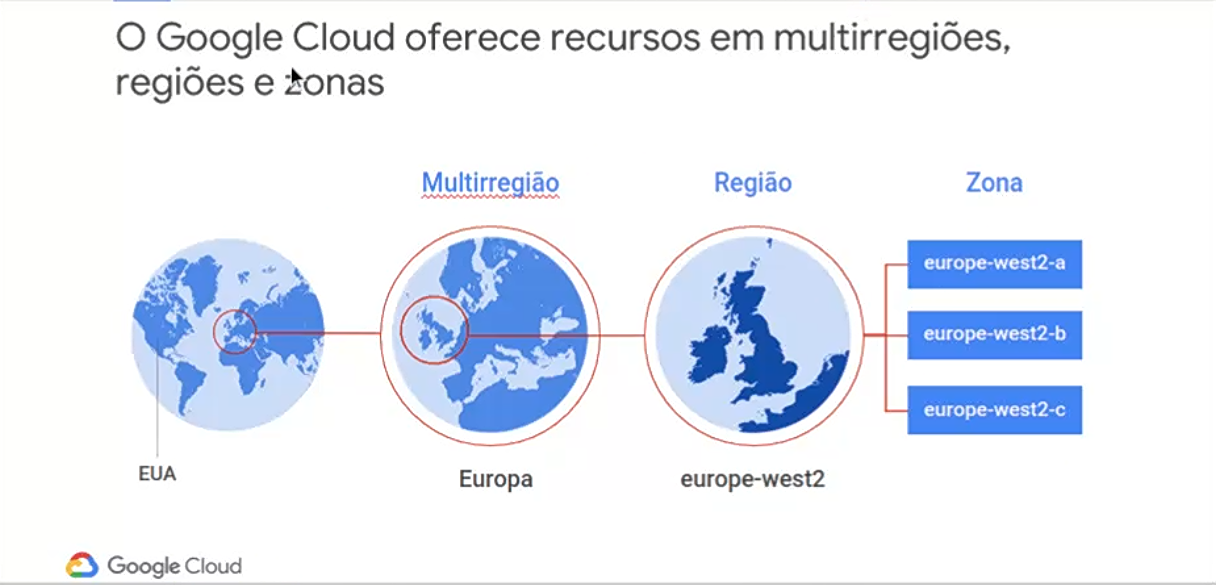 O Google Cloud oferece recursos em multirregiões,
regiões e zonas
Multirregião
Região
Zona
europe-west2-a
europe-west2-b
europe-west2-c
EUA
Europa
europe-west2
Google Cloud